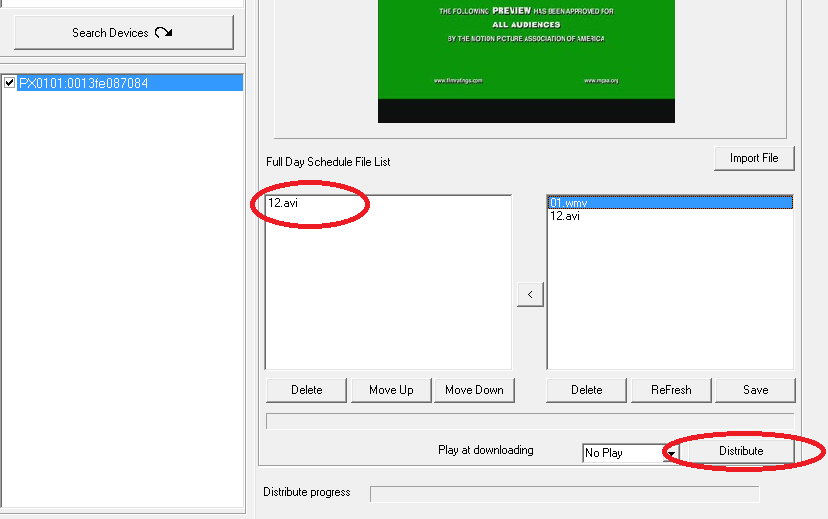 THE FOLLOWING PREVIEW HAS BEEN APPROVED FOR
ALL AUDIENCES
BY THE MOTION PICTURE ASSOCIATION OF AMERICA
www.filmratings.com www.mpaa.org
Search Devices
PX0101:0013fe087084
Import File
Full Day Schedule File List
12.avi
01.wmv
12.avi
<
Delete Move Up Move Down
Delete ReFresh Save
Play at downloading No Play Distribute
Distribute progress